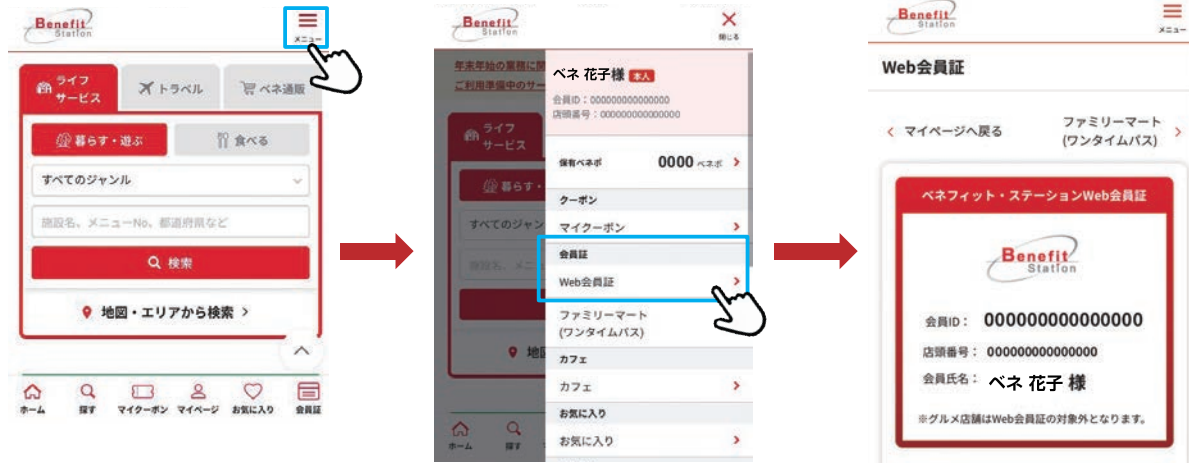 Benefit
Station
メニュー
ライフ
サービス
トラベル
ベネ通販
暮らす・遊ぶ
食べる
すべてのジャンル
施設名、メニューNo、都道府県など
検索
地図・エリアから検索
ホーム
探す
マイクーポン
マイページ
お気に入り
会員証
Benefit
Station
閉じる
年末年始の業務に関
ご利用準備中のサー
ライフ
サービス
暮らす・
すべてのジャン
施設名、メニ
地図
ホーム
探す
ベネ 花子様 本人
会員ID：000000000000000
店頭番号：000000000000000
保有ベネポ 0000 ベネポ
クーポン
マイクーポン
会員証
Web会員証
ファミリーマート
(ワンタイムパス)
カフェ
カフェ
お気に入り
お気に入り
Benefit
Station
メニュー
Web会員証
マイページへ戻る
ファミリーマート
(ワンタイムパス)
ベネフィット・ステーションWeb会員証
Benefit
Station
会員ID： 000000000000000
店頭番号： 000000000000000
会員氏名： ベネ 花子 様
※グルメ店舗はWeb会員証の対象外となります。